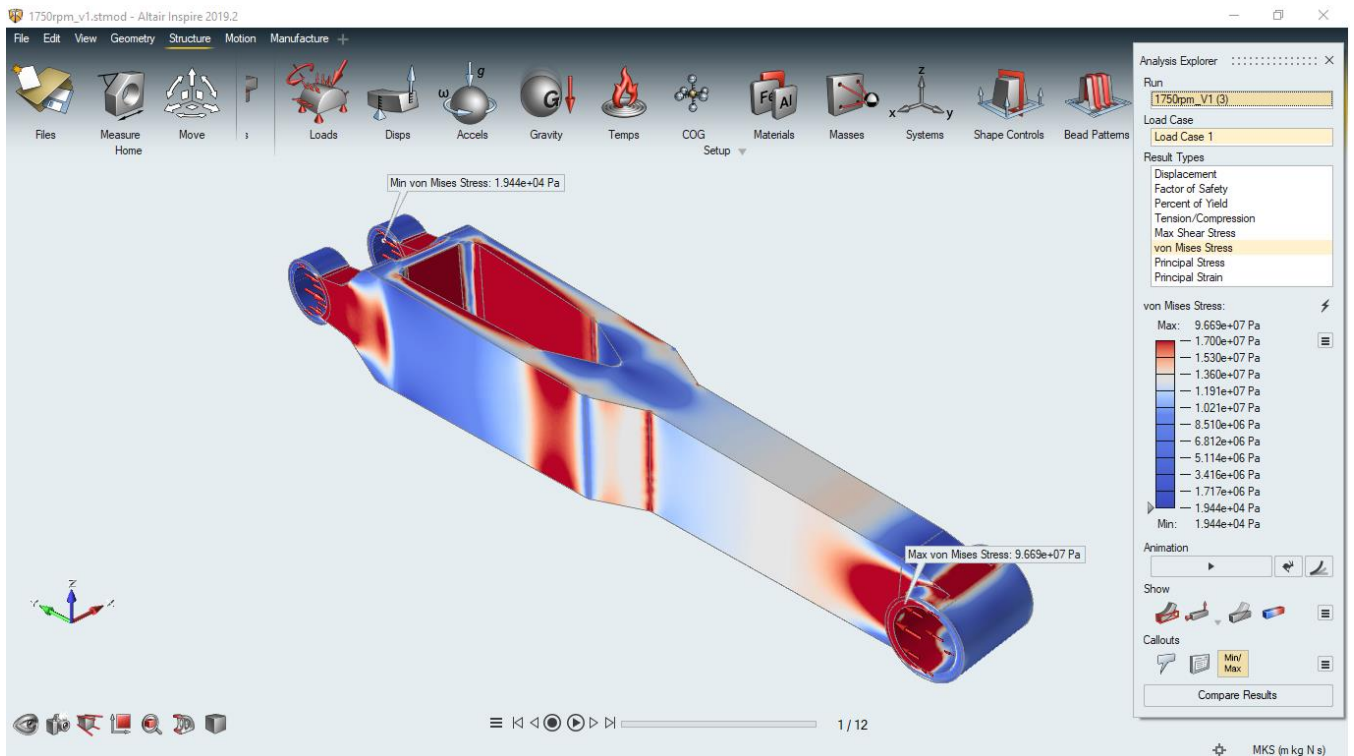 1750rpm_v1.stmod - Altair Inspire 2019.2
File Edit View Geometry Structure Motion Manufacture +
Files Measure Move s Loads Disps Accels Gravity Temps COG Materials Masses Systems Shape Controls Bead Patterns
Home Setup
Min von Mises Stress: 1.944e+04 Pa
Max von Mises Stress: 9.669e+07 Pa
Analysis Explorer
Run
1750rpm_V1 (3)
Load Case
Load Case 1
Result Types
Displacement
Factor of Safety
Percent of Yield
Tension/Compression
Max Shear Stress
von Mises Stress
Principal Stress
Principal Strain
von Mises Stress:
Max: 9.669e+07 Pa
1.700e+07 Pa
1.530e+07 Pa
1.360e+07 Pa
1.191e+07 Pa
1.021e+07 Pa
8.510e+06 Pa
6.812e+06 Pa
5.114e+06 Pa
3.416e+06 Pa
1.717e+06 Pa
1.944e+04 Pa
Min: 1.944e+04 Pa
Animation
Show
Callouts
Min/
Max
Compare Results
1 / 12
MKS (m kg N s)